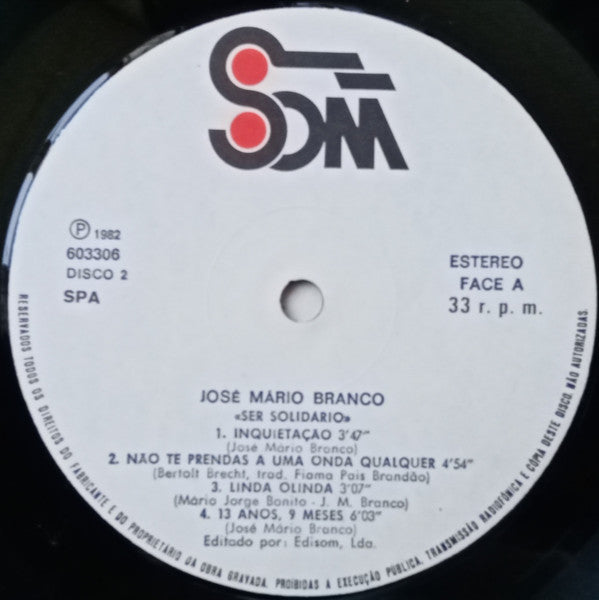 SOM
Ⓟ 1982
603306
DISCO 2
SPA
ESTEREO
FACE A
33 r. p. m.
JOSÉ MÁRIO BRANCO
«SER SOLIDÁRIO»
1. INQUIETAÇÃO 3'47"
(José Mário Branco)
2. NÃO TE PRENDAS A UMA ONDA QUALQUER 4'54"
(Bertolt Brecht, trad. Fiama Pais Brandão)
3. LINDA OLINDA 3'07"
(Mário Jorge Bonito - J. M. Branco)
4. 13 ANOS, 9 MESES 6'03"
(José Mário Branco)
Editado por: Edisom, Lda.
RESERVADOS TODOS OS DIREITOS DO FABRICANTE E DO PROPRIETÁRIO DA OBRA GRAVADA. PROIBIDAS A EXECUÇÃO PÚBLICA, TRANSMISSÃO RADIOFÓNICA E CÓPIA DESTE DISCO, NÃO AUTORIZADAS.